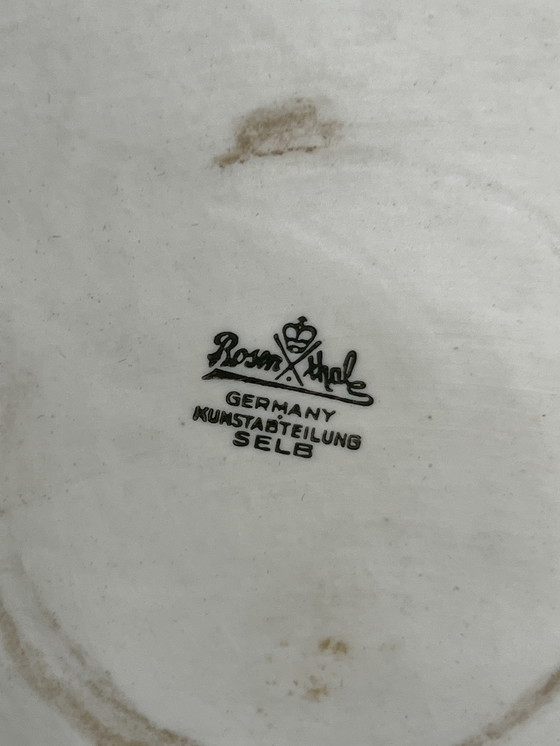 Rosenthal
GERMANY
KUNSTABTEILUNG
SELB